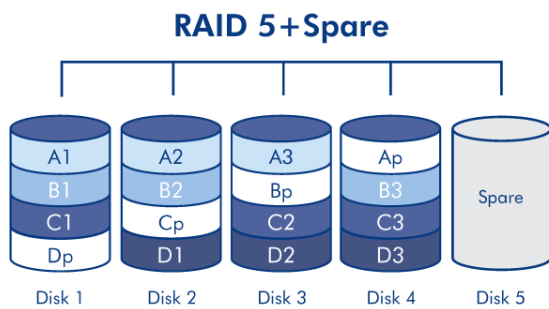 RAID 5+Spare
A1 A2 A3 Ap
B1 B2 Bp B3 Spare
C1 Cp C2 C3
Dp D1 D2 D3
Disk 1 Disk 2 Disk 3 Disk 4 Disk 5